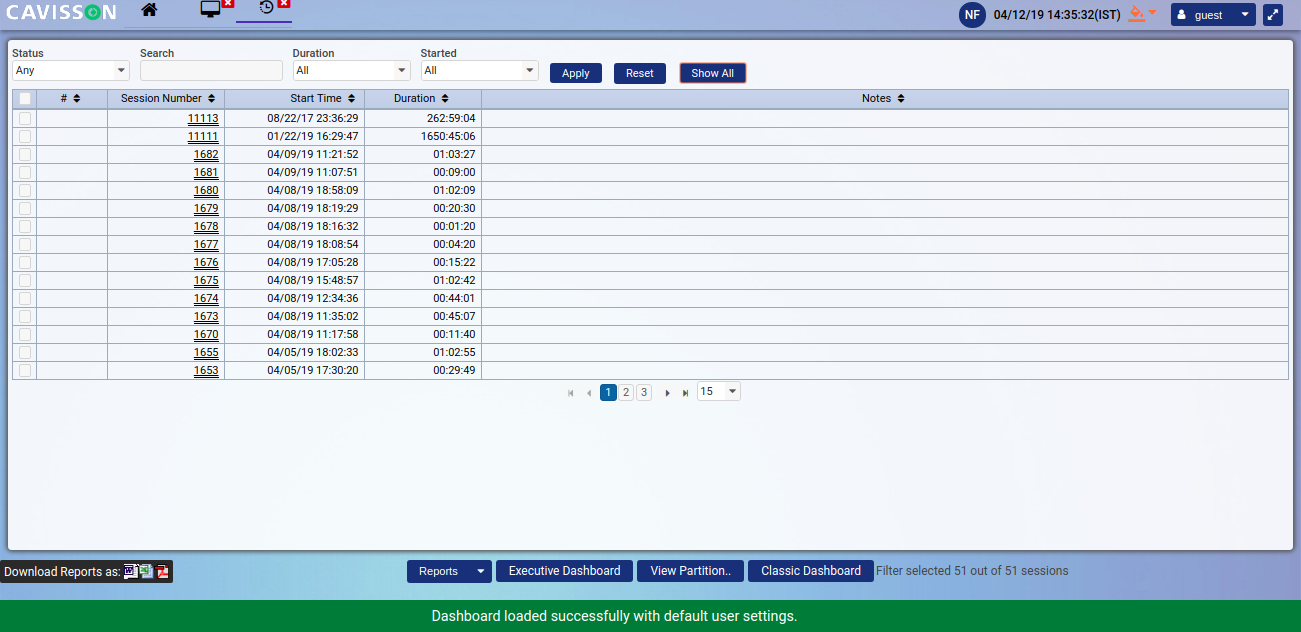 CAVISSON
NF 04/12/19 14:35:32(IST) guest
Status Search Duration Started
Any All All Apply Reset Show All
# Session Number Start Time Duration Notes
11113 08/22/17 23:36:29 262:59:04
11111 01/22/19 16:29:47 1650:45:06
1682 04/09/19 11:21:52 01:03:27
1681 04/09/19 11:07:51 00:09:00
1680 04/08/19 18:58:09 01:02:09
1679 04/08/19 18:19:29 00:20:30
1678 04/08/19 18:16:32 00:01:20
1677 04/08/19 18:08:54 00:04:20
1676 04/08/19 17:05:28 00:15:22
1675 04/08/19 15:48:57 01:02:42
1674 04/08/19 12:34:36 00:44:01
1673 04/08/19 11:35:02 00:45:07
1670 04/08/19 11:17:58 00:11:40
1655 04/05/19 18:02:33 01:02:55
1653 04/05/19 17:30:20 00:29:49
1 2 3 15
Download Reports as: Reports Executive Dashboard View Partition.. Classic Dashboard Filter selected 51 out of 51 sessions
Dashboard loaded successfully with default user settings.